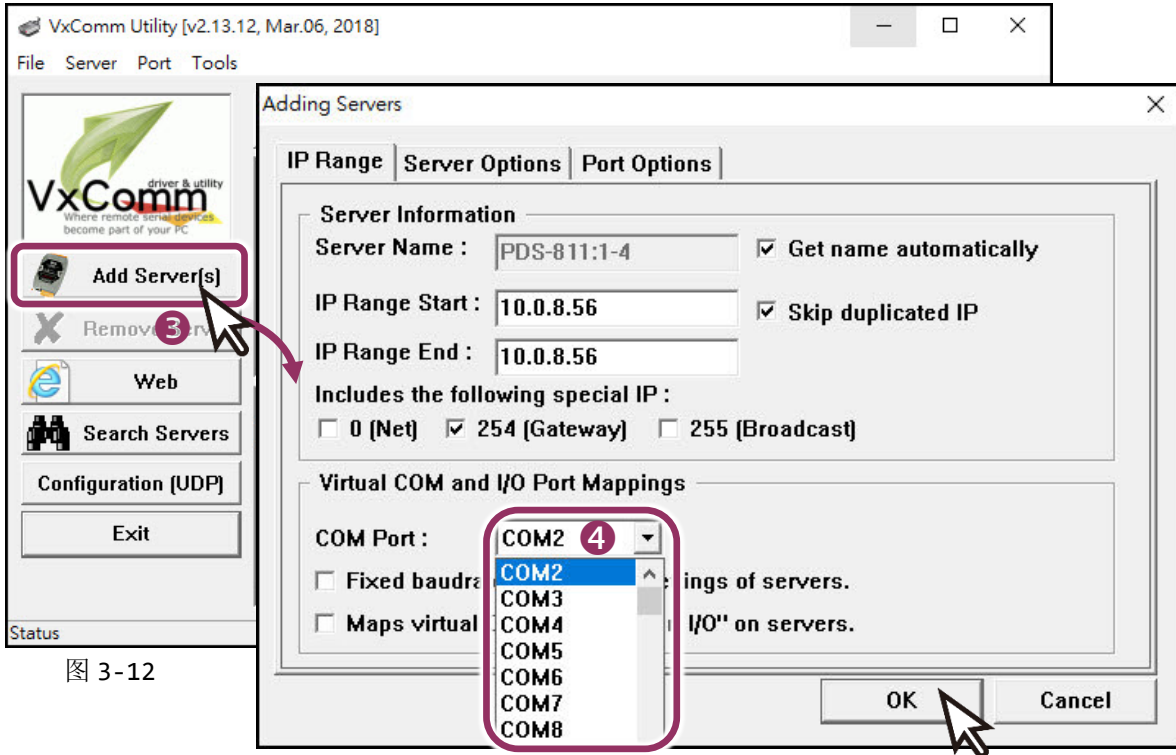 VxComm Utility [v2.13.12, Mar.06, 2018]
File Server Port Tools
VxComm
driver & utility
Where remote serial devices
become part of your PC
Add Server(s)
❸
Web
Search Servers
Configuration (UDP)
Exit
Status
图 3-12
Adding Servers
IP Range Server Options Port Options
Server Information
Server Name : PDS-811:1-4 Get name automatically
IP Range Start : 10.0.8.56 Skip duplicated IP
IP Range End : 10.0.8.56
Includes the following special IP :
0 (Net) 254 (Gateway) 255 (Broadcast)
Virtual COM and I/O Port Mappings
COM Port : COM2 ❹
Fixed of servers.
Maps virtual I/O" on servers.
COM2
COM3
COM4
COM5
COM6
COM7
COM8
OK Cancel